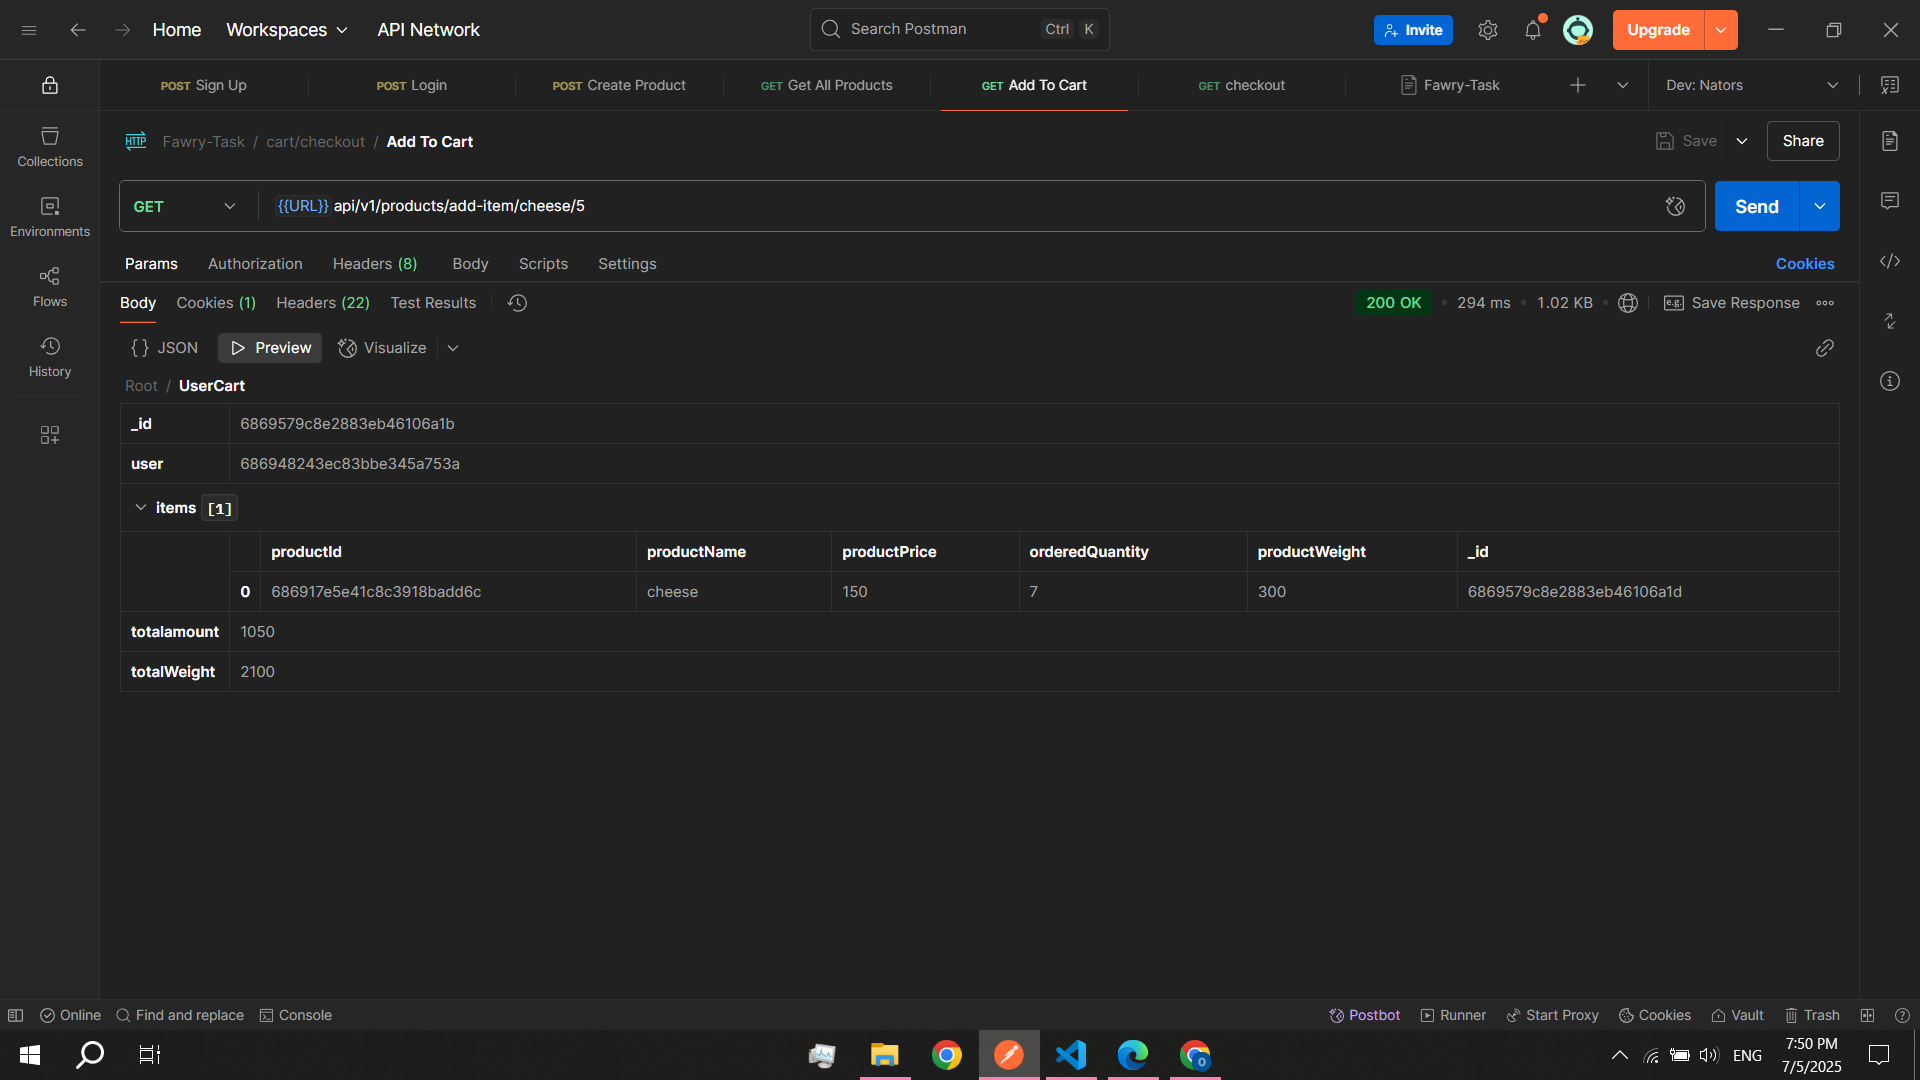 Home Workspaces API Network Search Postman Ctrl K Invite Upgrade
POST Sign Up POST Login POST Create Product GET Get All Products GET Add To Cart GET checkout Fawry-Task Dev: Nators
HTTP Fawry-Task / cart/checkout / Add To Cart Save Share
Collections
GET {{URL}} api/v1/products/add-item/cheese/5 Send
Environments
Params Authorization Headers (8) Body Scripts Settings Cookies
Flows
Body Cookies (1) Headers (22) Test Results 200 OK 294 ms 1.02 KB e.g. Save Response
{} JSON Preview Visualize
History
Root / UserCart
_id 6869579c8e2883eb46106a1b
user 686948243ec83bbe345a753a
items [1]
productId productName productPrice orderedQuantity productWeight _id
0 686917e5e41c8c3918badd6c cheese 150 7 300 6869579c8e2883eb46106a1d
totalamount 1050
totalWeight 2100
Online Find and replace Console Postbot Runner Start Proxy Cookies Vault Trash
ENG 7:50 PM
7/5/2025